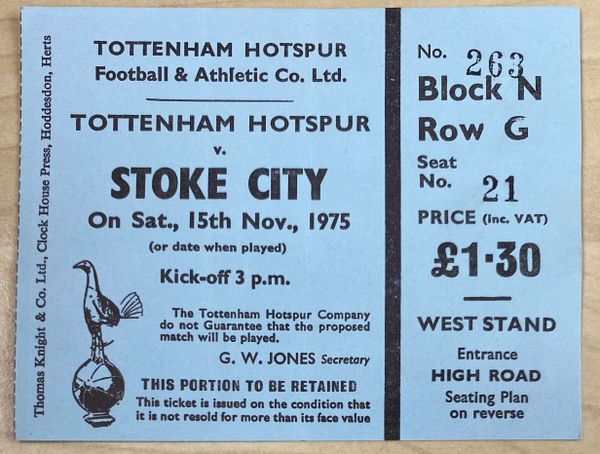 Thomas Knight & Co. Ltd., Clock House Press, Hoddesdon, Herts
TOTTENHAM HOTSPUR
Football & Athletic Co. Ltd.
TOTTENHAM HOTSPUR
v.
STOKE CITY
On Sat., 15th Nov., 1975
(or date when played)
Kick-off 3 p.m.
The Tottenham Hotspur Company
do not Guarantee that the proposed
match will be played.
G. W. JONES Secretary
THIS PORTION TO BE RETAINED
This ticket is issued on the condition that
it is not resold for more than its face value
No. 263
Block N
Row G
Seat
No. 21
PRICE (Inc. VAT)
£1·30
WEST STAND
Entrance
HIGH ROAD
Seating Plan
on reverse